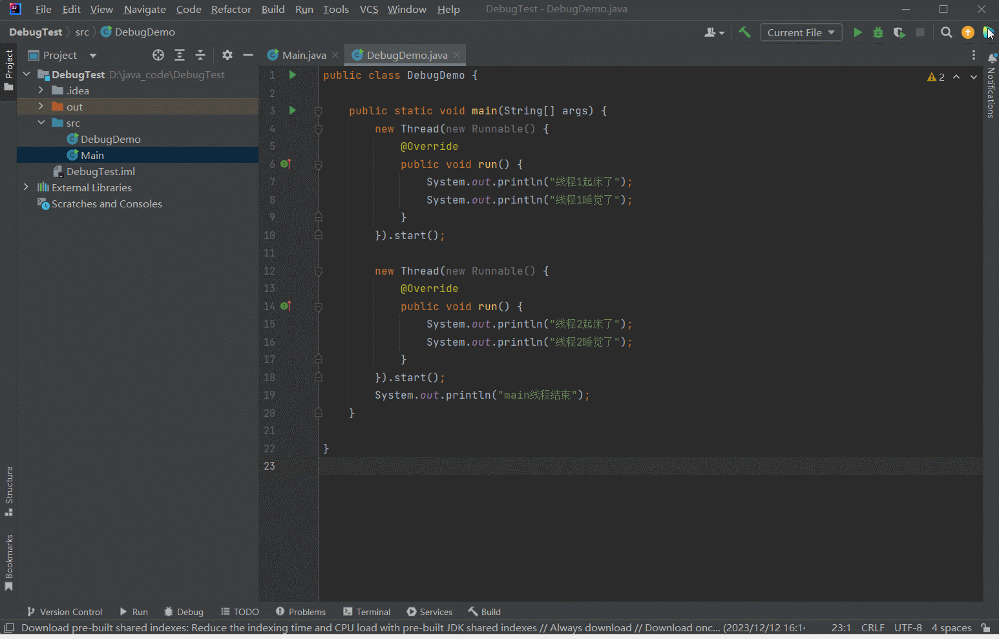 File Edit View Navigate Code Refactor Build Run Tools VCS Window Help DebugTest - DebugDemo.java
DebugTest src DebugDemo Current File
Project Main.java DebugDemo.java
DebugTest D:\java_code\DebugTest
.idea
out
src
DebugDemo
Main
DebugTest.iml
External Libraries
Scratches and Consoles
2
1 public class DebugDemo {
2
3 public static void main(String[] args) {
4 new Thread(new Runnable() {
5 @Override
6 public void run() {
7 System.out.println("线程1起床了");
8 System.out.println("线程1睡觉了");
9 }
10 }).start();
11
12 new Thread(new Runnable() {
13 @Override
14 public void run() {
15 System.out.println("线程2起床了");
16 System.out.println("线程2睡觉了");
17 }
18 }).start();
19 System.out.println("main线程结束");
20 }
21
22 }
23
Project
Structure
Bookmarks
Notifications
Version Control Run Debug TODO Problems Terminal Services Build
Download pre-built shared indexes: Reduce the indexing time and CPU load with pre-built JDK shared indexes // Always download // Download onc... (2023/12/12 16:1 23:1 CRLF UTF-8 4 spaces